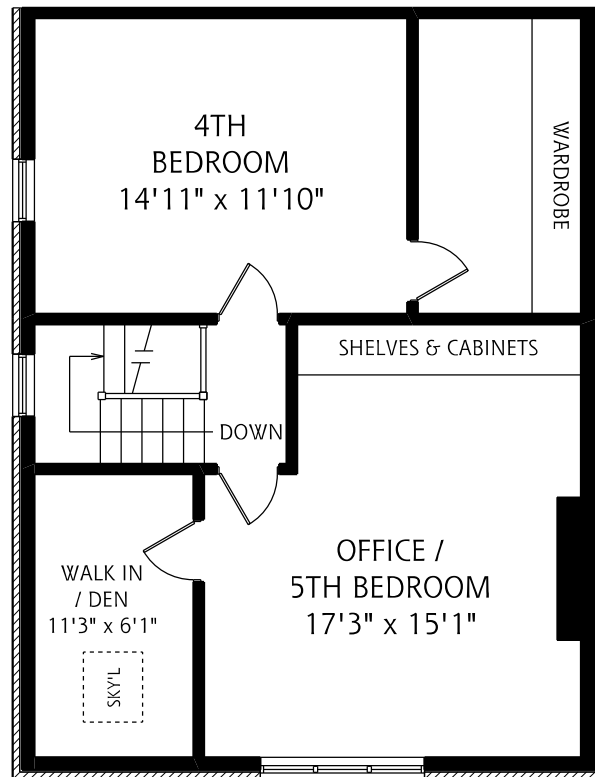 4TH
BEDROOM
14'11" x 11'10"
WARDROBE
SHELVES & CABINETS
DOWN
OFFICE /
5TH BEDROOM
17'3" x 15'1"
WALK IN
/ DEN
11'3" x 6'1"
SKY'L